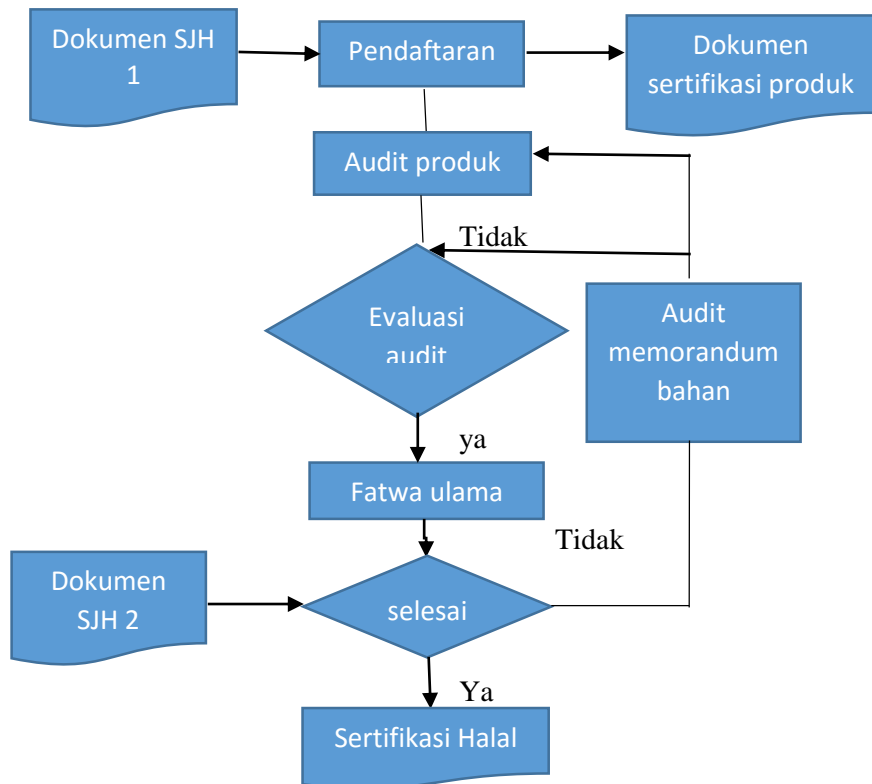 Dokumen SJH
1
Pendaftaran
Dokumen
sertifikasi produk
Audit produk
Tidak
Evaluasi
audit
Audit
memorandum
bahan
ya
Fatwa ulama
Tidak
Dokumen
SJH 2
selesai
Ya
Sertifikasi Halal